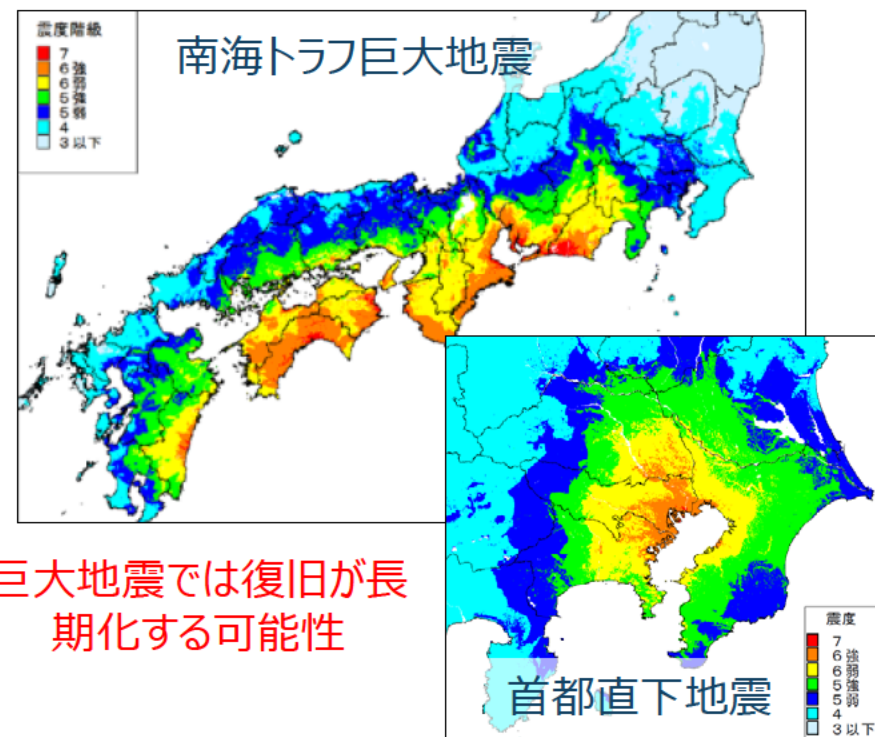 震度階級
7
6強
6弱
5強
5弱
4
3以下
南海トラフ巨大地震
巨大地震では復旧が長
期化する可能性
首都直下地震
震度
7
6強
6弱
5強
5弱
4
3以下